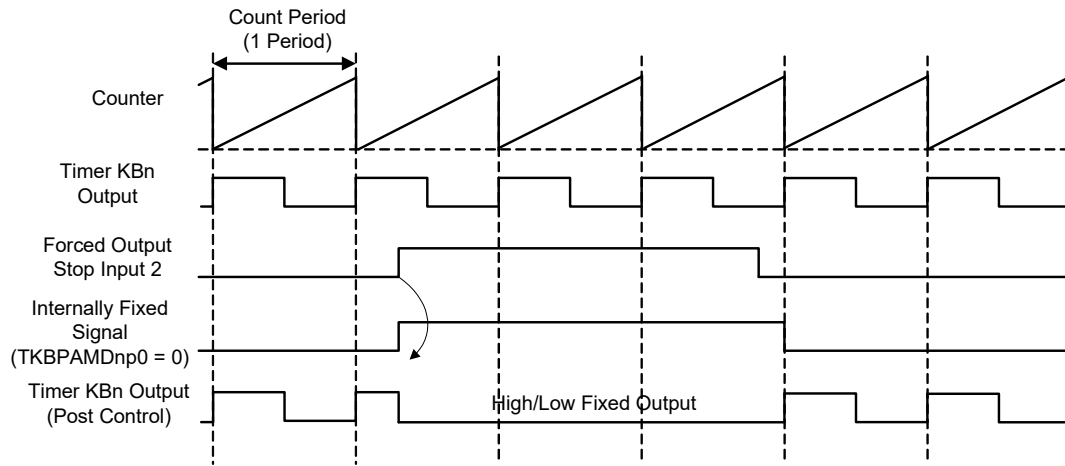 Count Period
(1 Period)
Counter
Timer KBn
Output
Forced Output
Stop Input 2
Internally Fixed
Signal
(TKBPAMDnp0 = 0)
Timer KBn Output
(Post Control)
High/Low Fixed Output